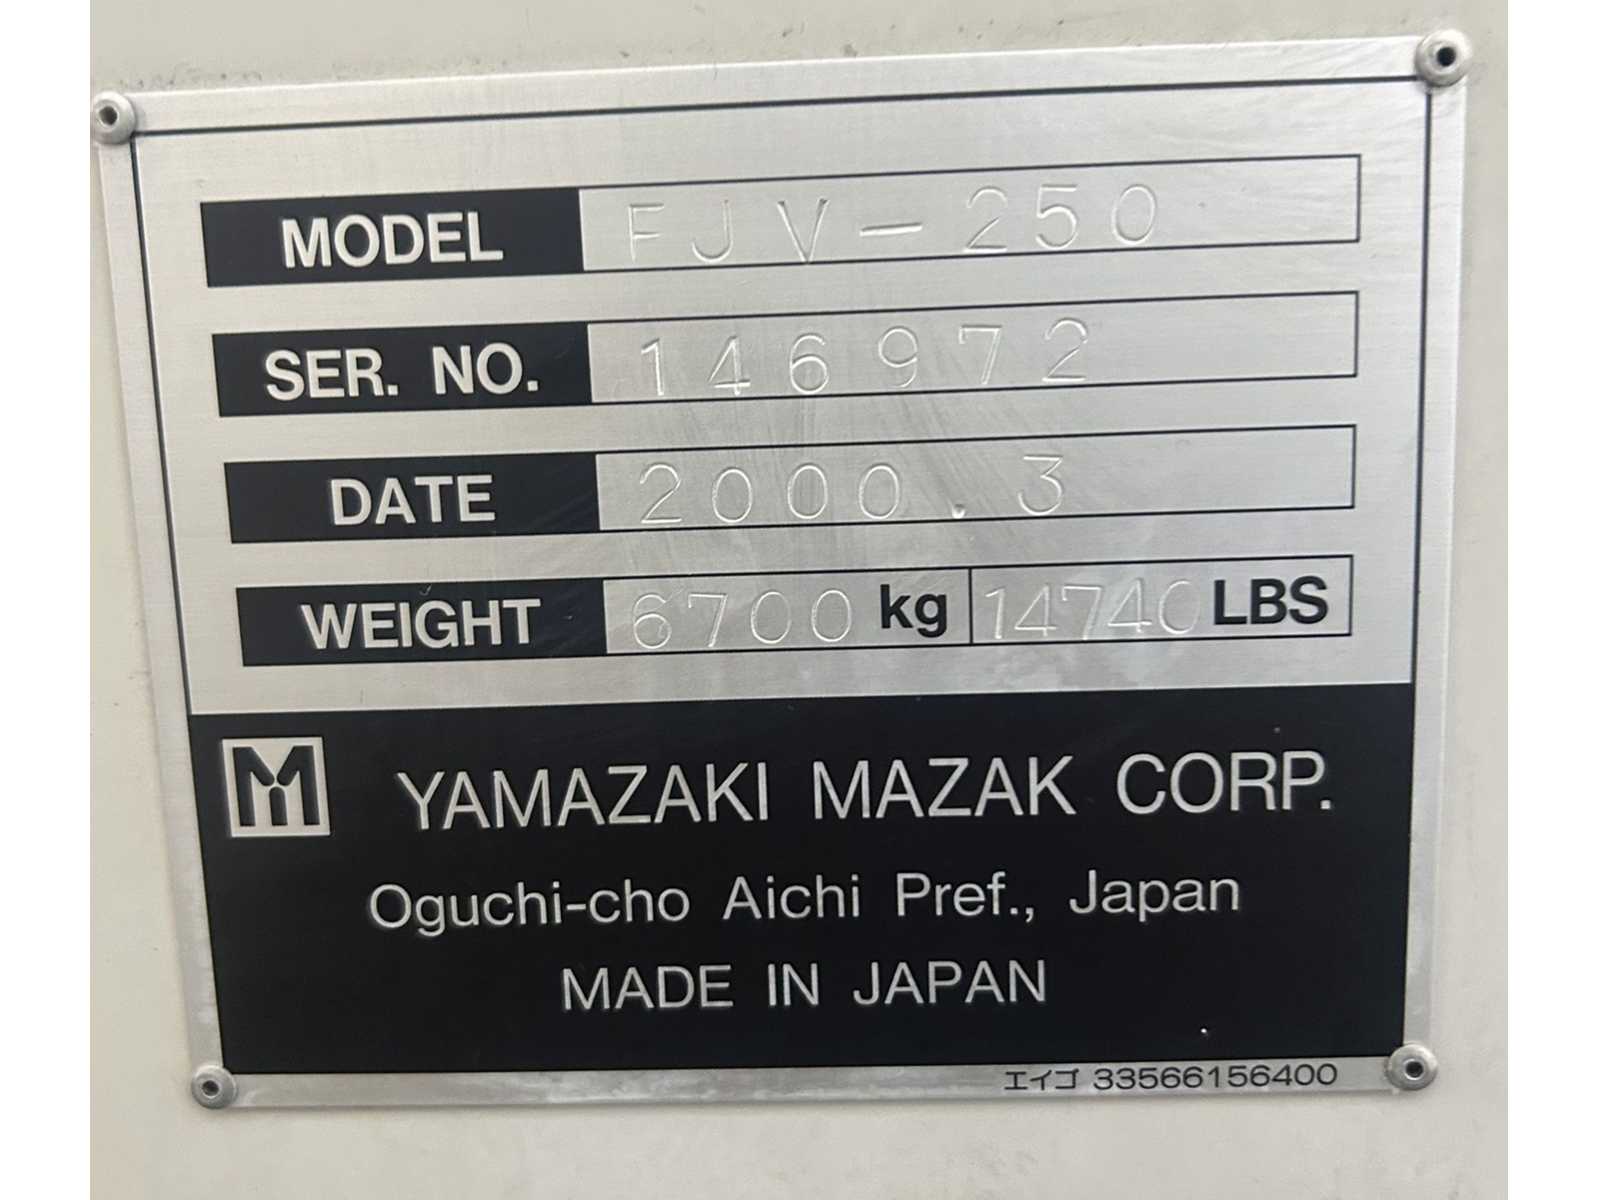 MODEL FJV-250
SER. NO. 146972
DATE 2000.3
WEIGHT 6700 kg 14740 LBS
M YAMAZAKI MAZAK CORP.
Oguchi-cho Aichi Pref., Japan
MADE IN JAPAN
エイゴ 33566156400